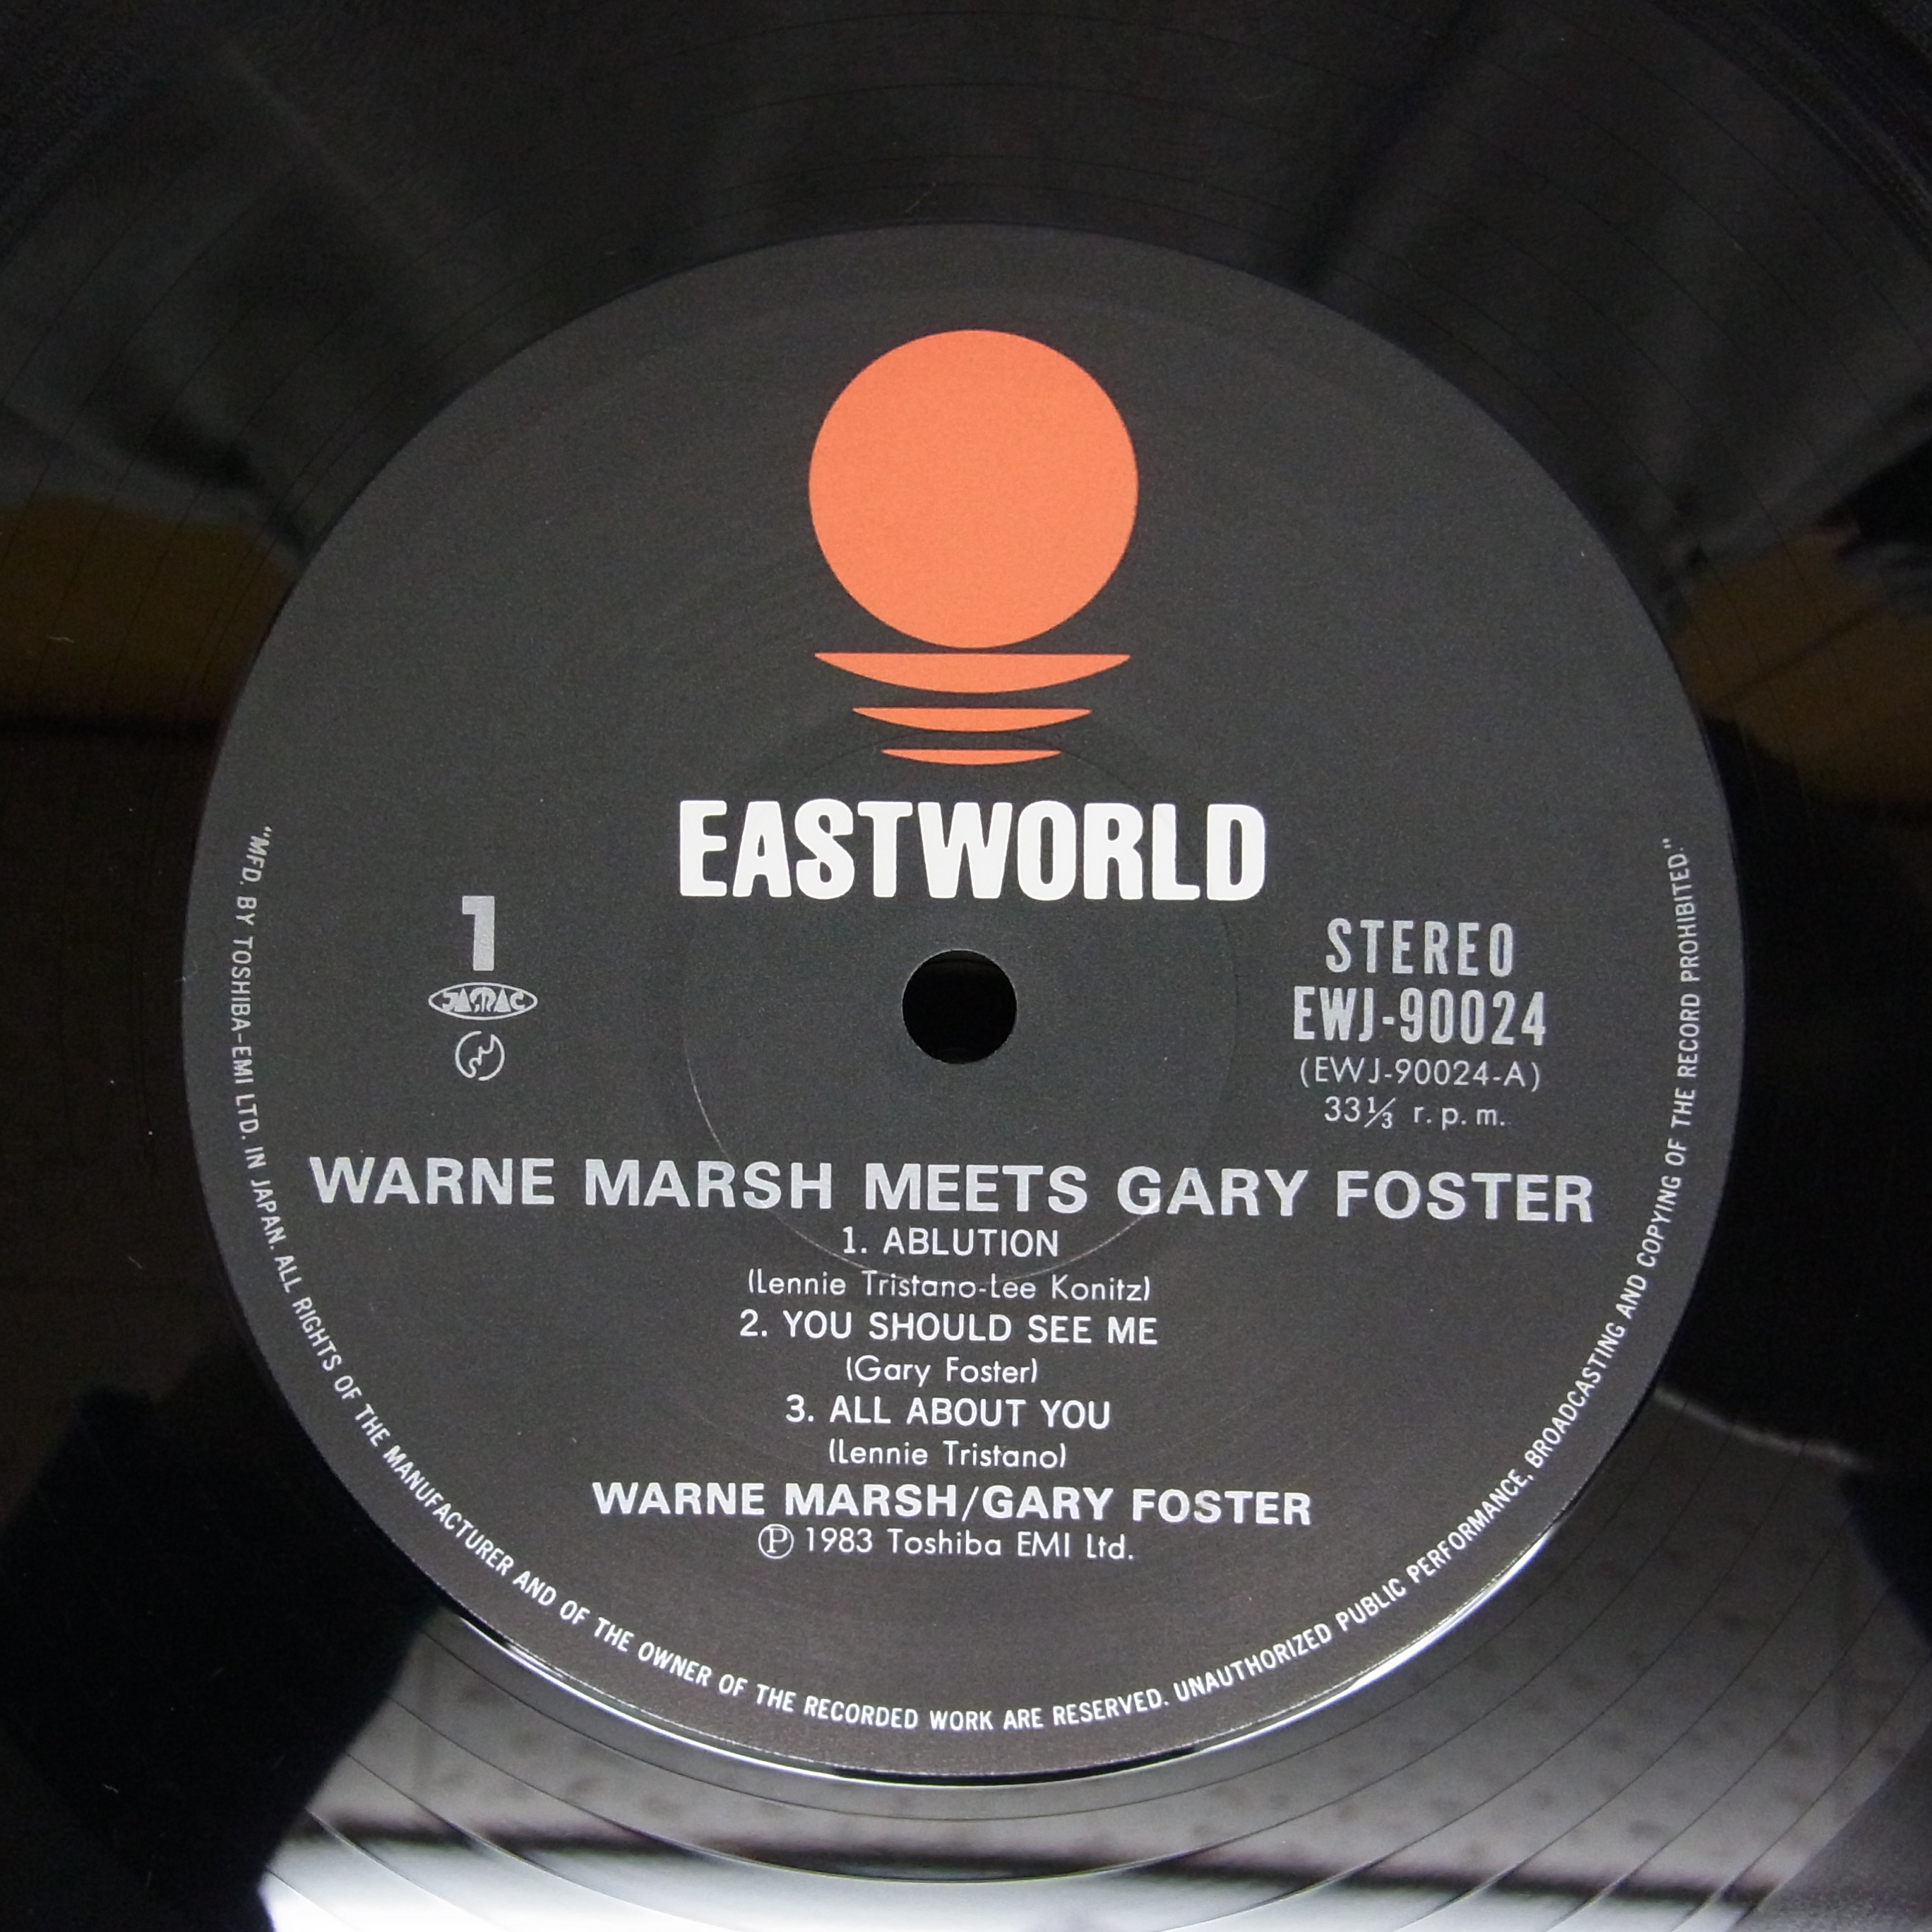 EASTWORLD
1
JASRAC
STEREO
EWJ-90024
(EWJ-90024-A)
33⅓ r.p.m.
WARNE MARSH MEETS GARY FOSTER
1. ABLUTION
(Lennie Tristano-Lee Konitz)
2. YOU SHOULD SEE ME
(Gary Foster)
3. ALL ABOUT YOU
(Lennie Tristano)
WARNE MARSH/GARY FOSTER
Ⓟ 1983 Toshiba EMI Ltd.
"MFD. BY TOSHIBA-EMI LTD. IN JAPAN. ALL RIGHTS OF THE MANUFACTURER AND OF THE OWNER OF THE RECORDED WORK ARE RESERVED. UNAUTHORIZED PUBLIC PERFORMANCE, BROADCASTING AND COPYING OF THE RECORD PROHIBITED."